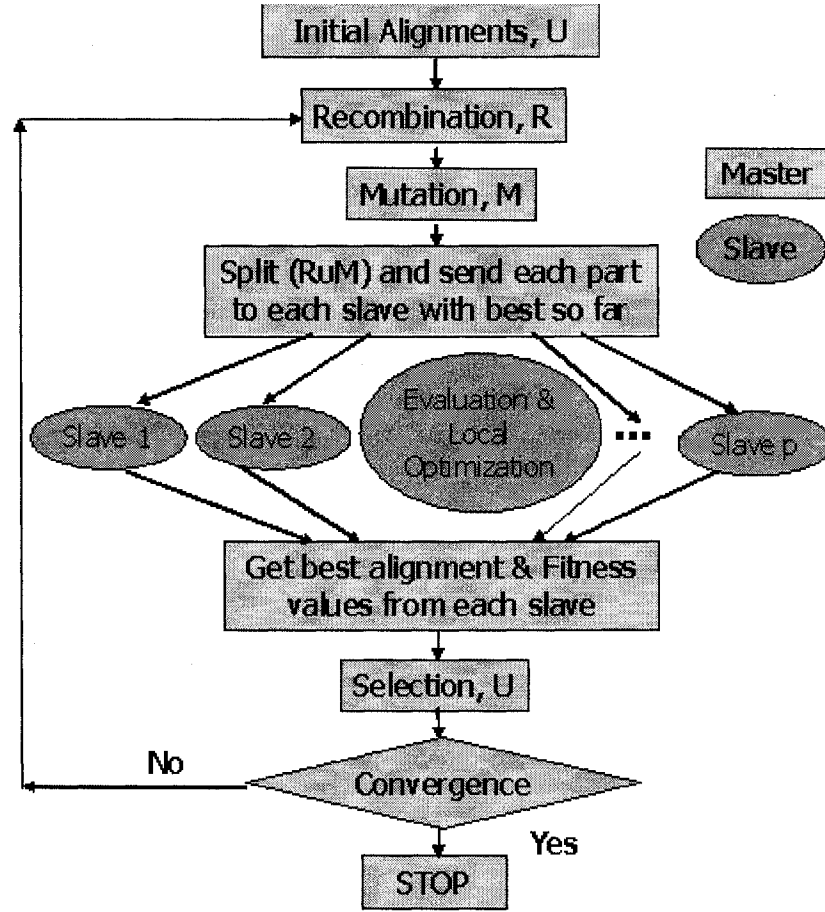 Initial Alignments, U
Recombination, R
Mutation, M
Master
Slave
Split (RuM) and send each part
to each slave with best so far
Evaluation &
Local
Optimization
Slave 1
Slave 2
...
Slave p
Get best alignment & Fitness
values from each slave
Selection, U
No
Convergence
Yes
STOP